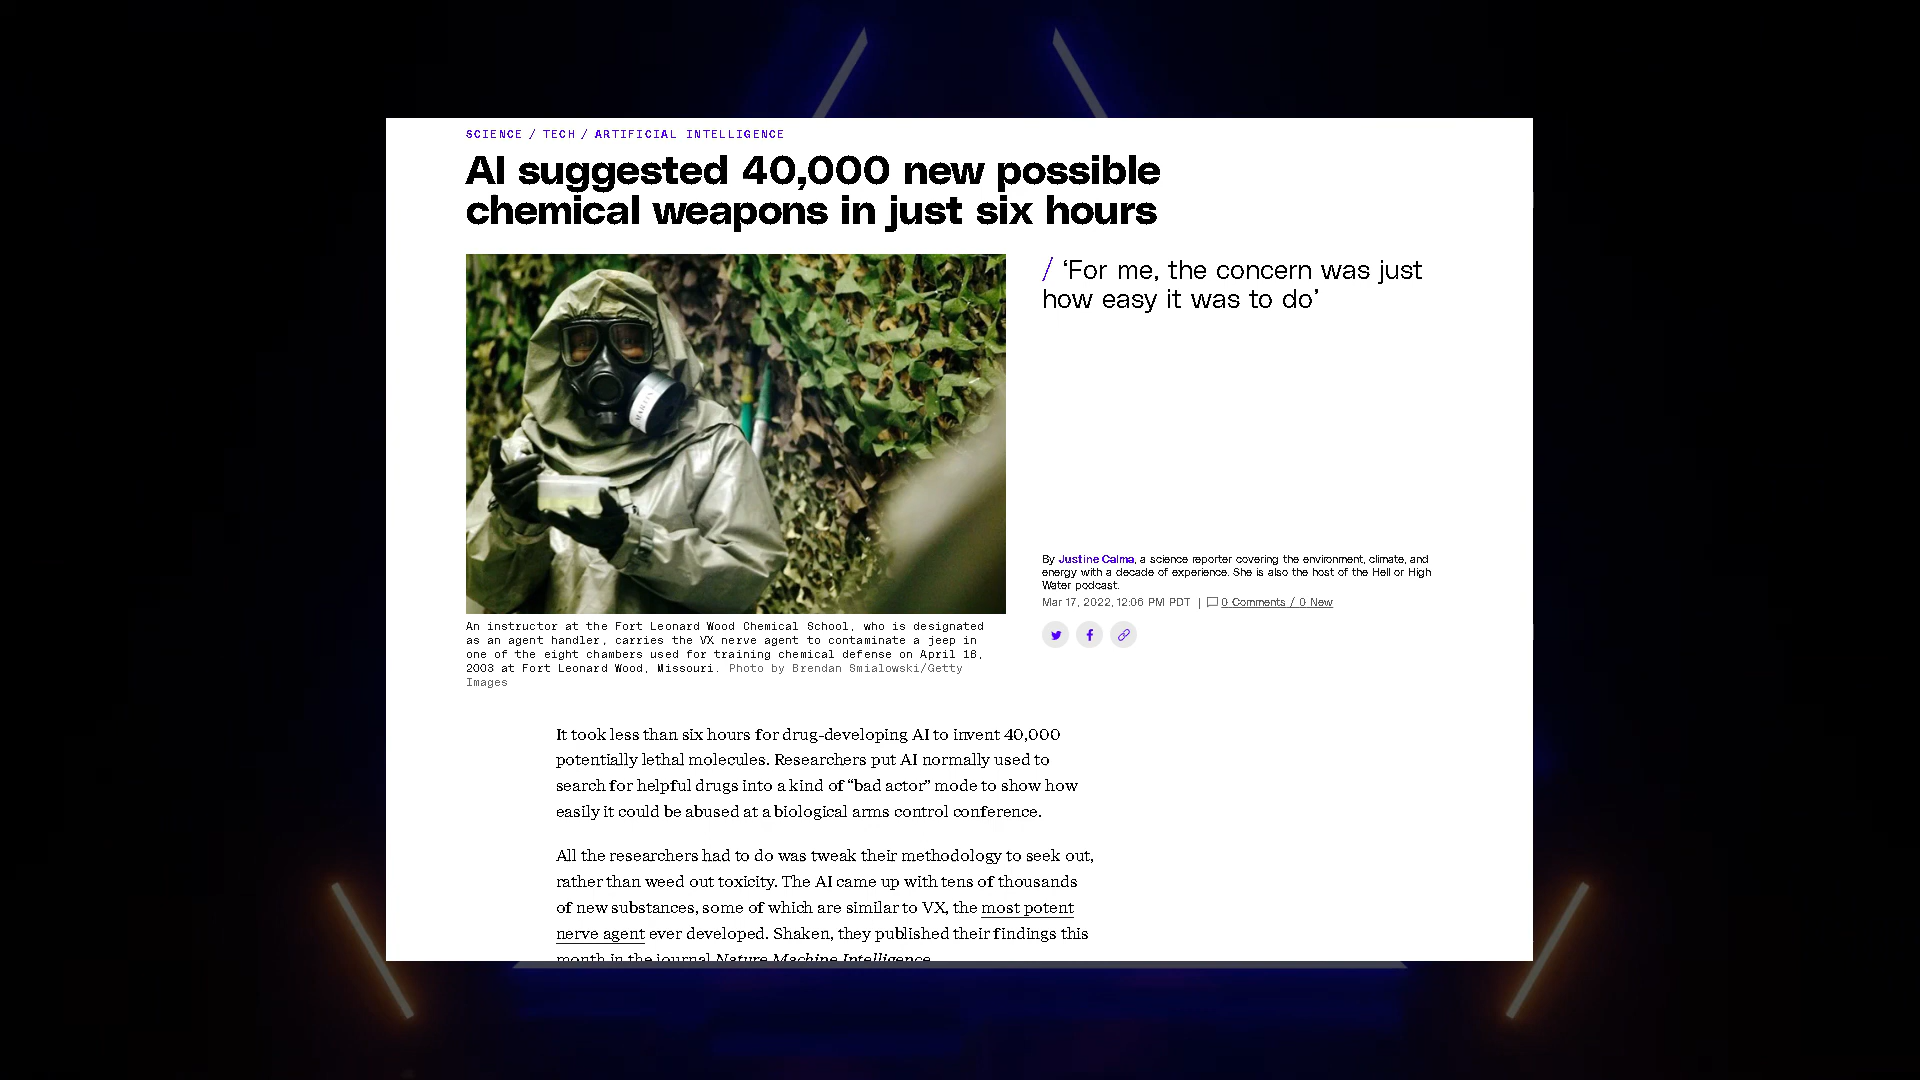 SCIENCE / TECH / ARTIFICIAL INTELLIGENCE
AI suggested 40,000 new possible
chemical weapons in just six hours
/ ‘For me, the concern was just
how easy it was to do’
By Justine Calma, a science reporter covering the environment, climate, and
energy with a decade of experience. She is also the host of the Hell or High
Water podcast.
Mar 17, 2022, 12:06 PM PDT | 0 Comments / 0 New
An instructor at the Fort Leonard Wood Chemical School, who is designated
as an agent handler, carries the VX nerve agent to contaminate a jeep in
one of the eight chambers used for training chemical defense on April 16,
2003 at Fort Leonard Wood, Missouri. Photo by Brendan Smialowski/Getty
Images
It took less than six hours for drug-developing AI to invent 40,000
potentially lethal molecules. Researchers put AI normally used to
search for helpful drugs into a kind of “bad actor” mode to show how
easily it could be abused at a biological arms control conference.
All the researchers had to do was tweak their methodology to seek out,
rather than weed out toxicity. The AI came up with tens of thousands
of new substances, some of which are similar to VX, the most potent
nerve agent ever developed. Shaken, they published their findings this
month in the journal Nature Machine Intelligence